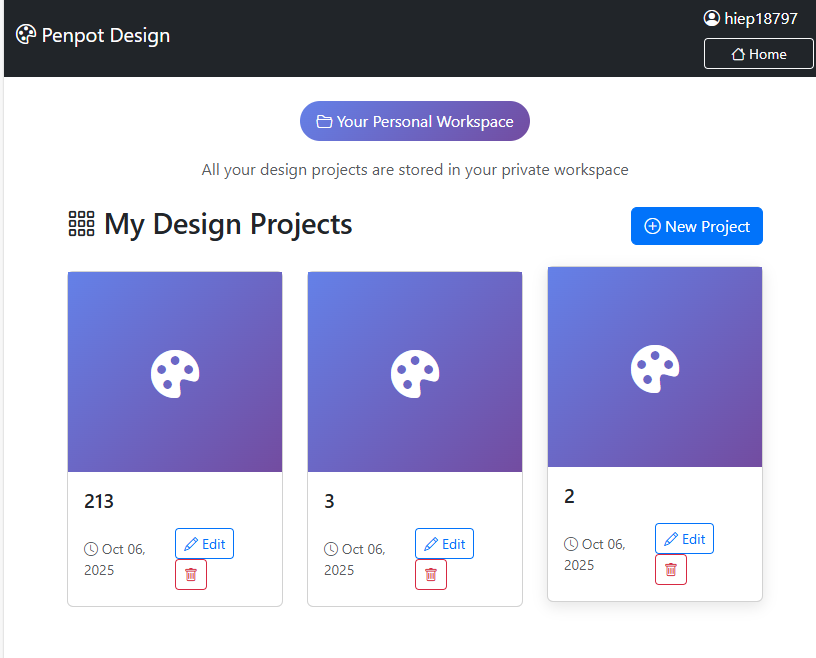 Penpot Design
hiep18797
Home
Your Personal Workspace
All your design projects are stored in your private workspace
My Design Projects
New Project
213
Oct 06,
2025
Edit
3
Oct 06,
2025
Edit
2
Oct 06,
2025
Edit